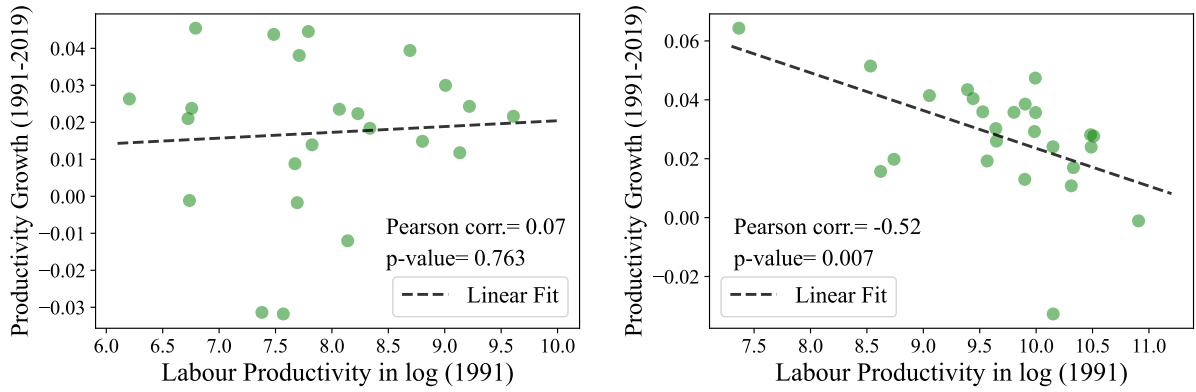 Productivity Growth (1991-2019)
0.04
0.03
0.02
0.01
0.00
−0.01
−0.02
−0.03
Pearson corr.= 0.07
p-value= 0.763
Linear Fit
6.0 6.5 7.0 7.5 8.0 8.5 9.0 9.5 10.0
Labour Productivity in log (1991)
Productivity Growth (1991-2019)
0.06
0.04
0.02
0.00
−0.02
Pearson corr.= -0.52
p-value= 0.007
Linear Fit
7.5 8.0 8.5 9.0 9.5 10.0 10.5 11.0
Labour Productivity in log (1991)